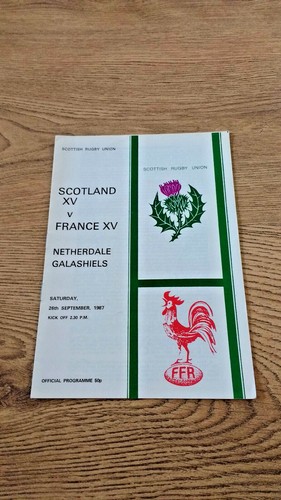 SCOTTISH RUGBY UNION
SCOTLAND
XV
v
FRANCE XV
NETHERDALE
GALASHIELS
SATURDAY,
26th SEPTEMBER, 1987
KICK OFF 2.30 P.M.
OFFICIAL PROGRAMME 50p
SCOTTISH RUGBY UNION
FFR